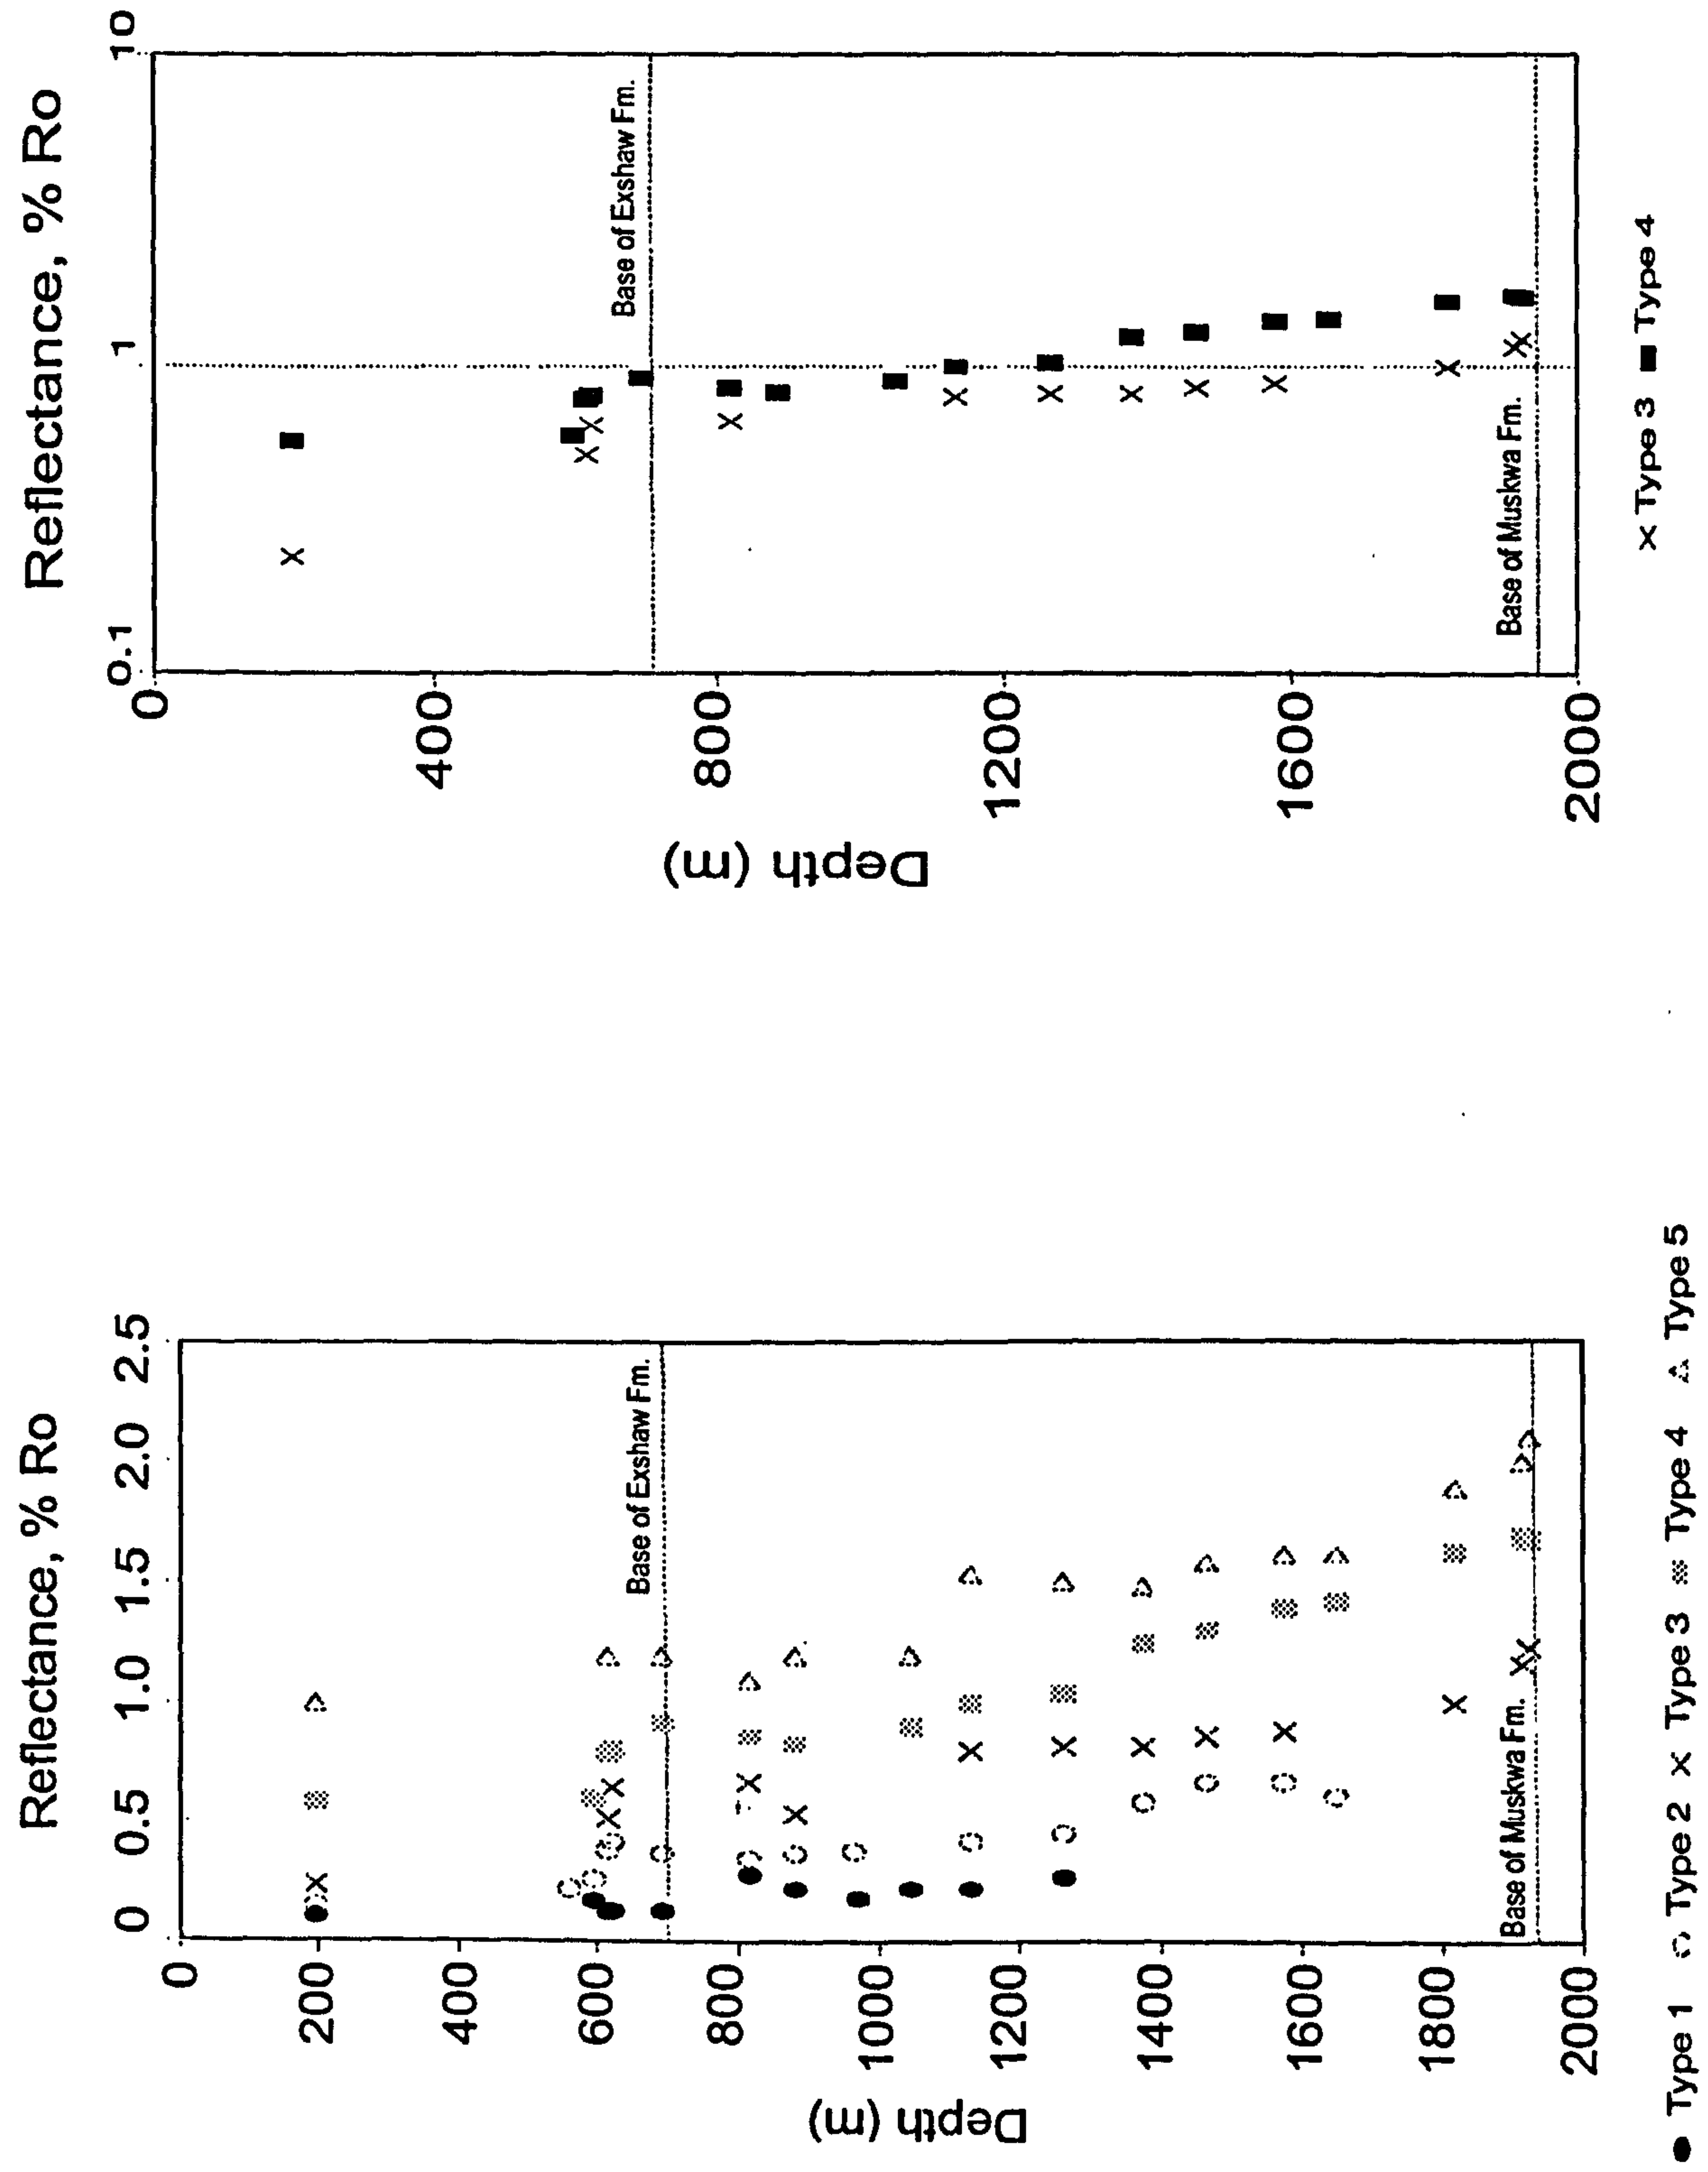 Reflectance, % Ro
0 0.5 1.0 1.5 2.0 2.5
0
200
400
600
800
1000
1200
1400
1600
1800
2000
Depth (m)
Base of Exshaw Fm.
Base of Muskwa Fm.
Type 1 Type 2 Type 3 Type 4 Type 5
Reflectance, % Ro
0.1 1 10
0
400
800
1200
1600
2000
Depth (m)
Base of Exshaw Fm.
Base of Muskwa Fm.
Type 3 Type 4